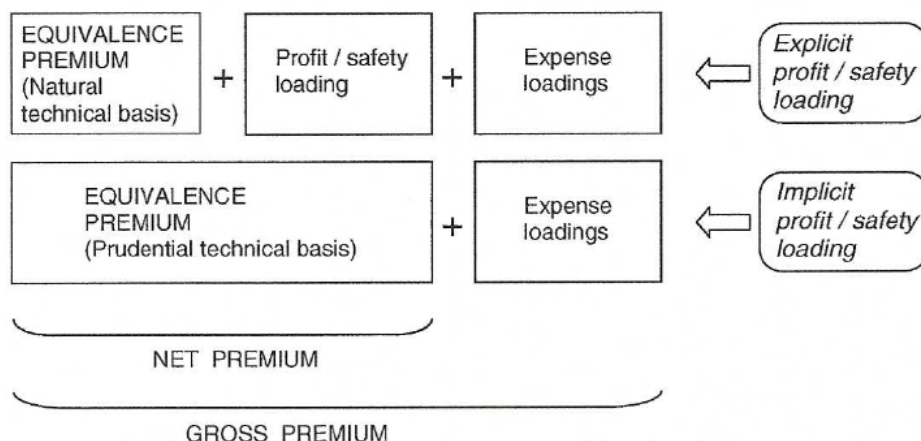 EQUIVALENCE
PREMIUM
(Natural
technical basis)
+
Profit / safety
loading
+
Expense
loadings
Explicit
profit / safety
loading
EQUIVALENCE
PREMIUM
(Prudential technical basis)
+
Expense
loadings
Implicit
profit / safety
loading
NET PREMIUM
GROSS PREMIUM